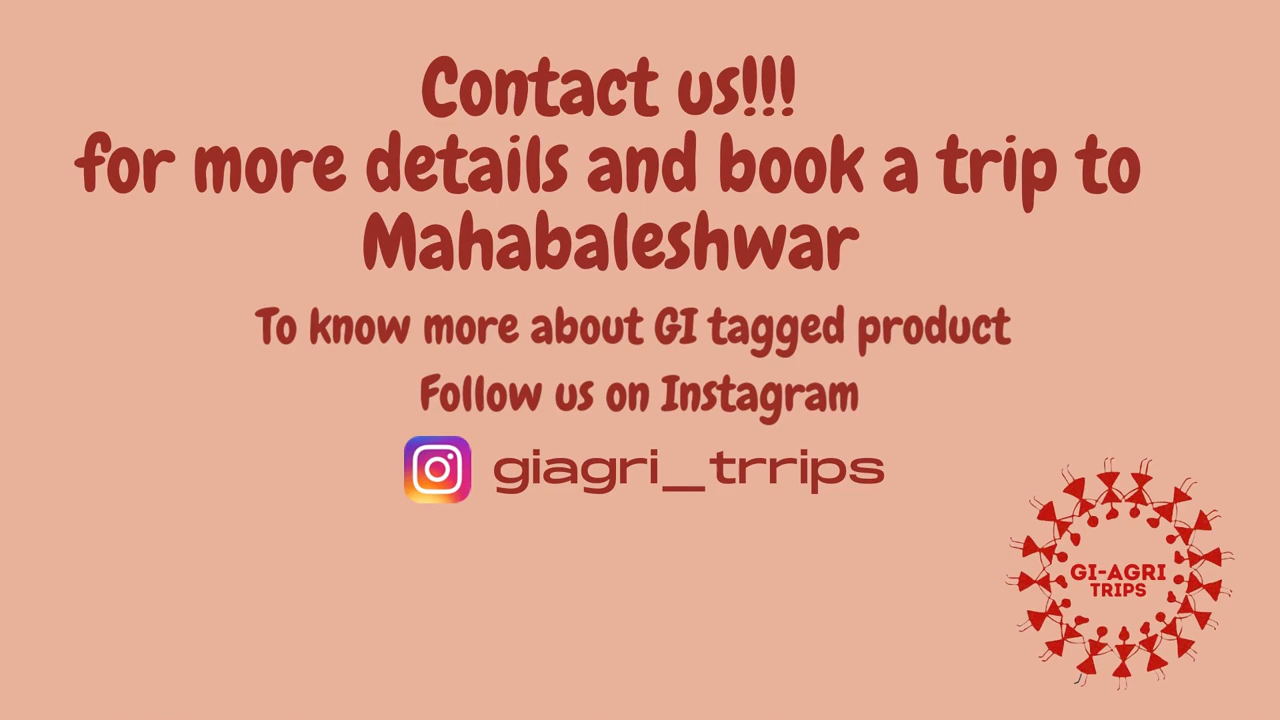 Contact us!!!
for more details and book a trip to
Mahabaleshwar
To know more about GI tagged product
Follow us on Instagram
giagri_trrips
GI-AGRI
TRIPS